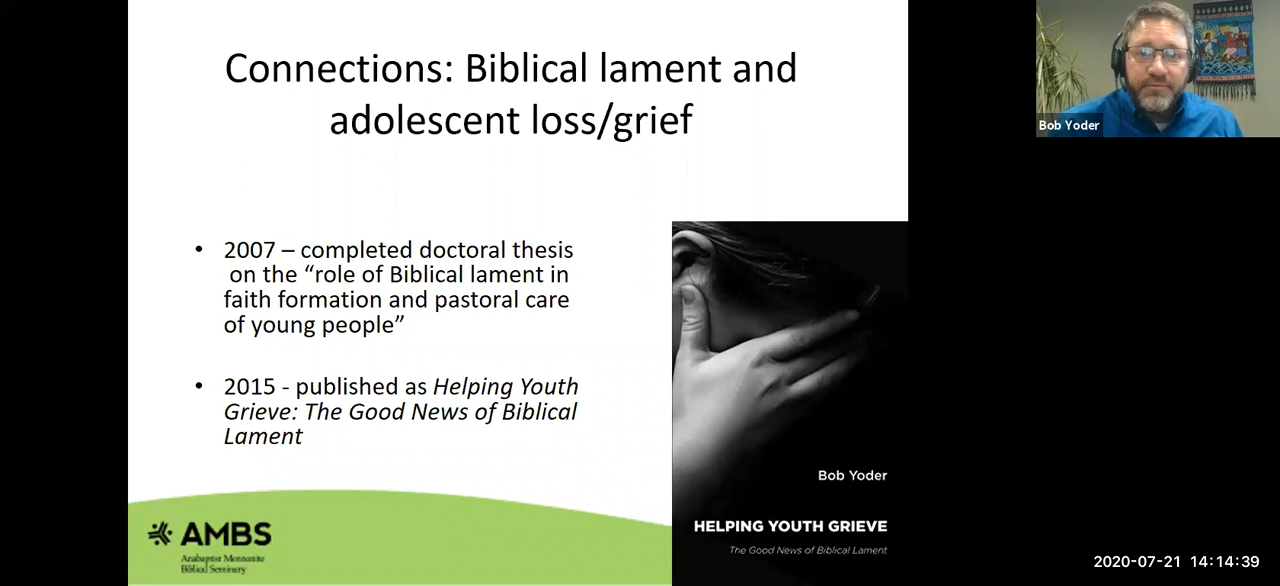 Connections: Biblical lament and
adolescent loss/grief
• 2007 – completed doctoral thesis
on the “role of Biblical lament in
faith formation and pastoral care
of young people”
• 2015 - published as Helping Youth
Grieve: The Good News of Biblical
Lament
AMBS
Anabaptist Mennonite
Biblical Seminary
Bob Yoder
HELPING YOUTH GRIEVE
The Good News of Biblical Lament
Bob Yoder
2020-07-21 14:14:39